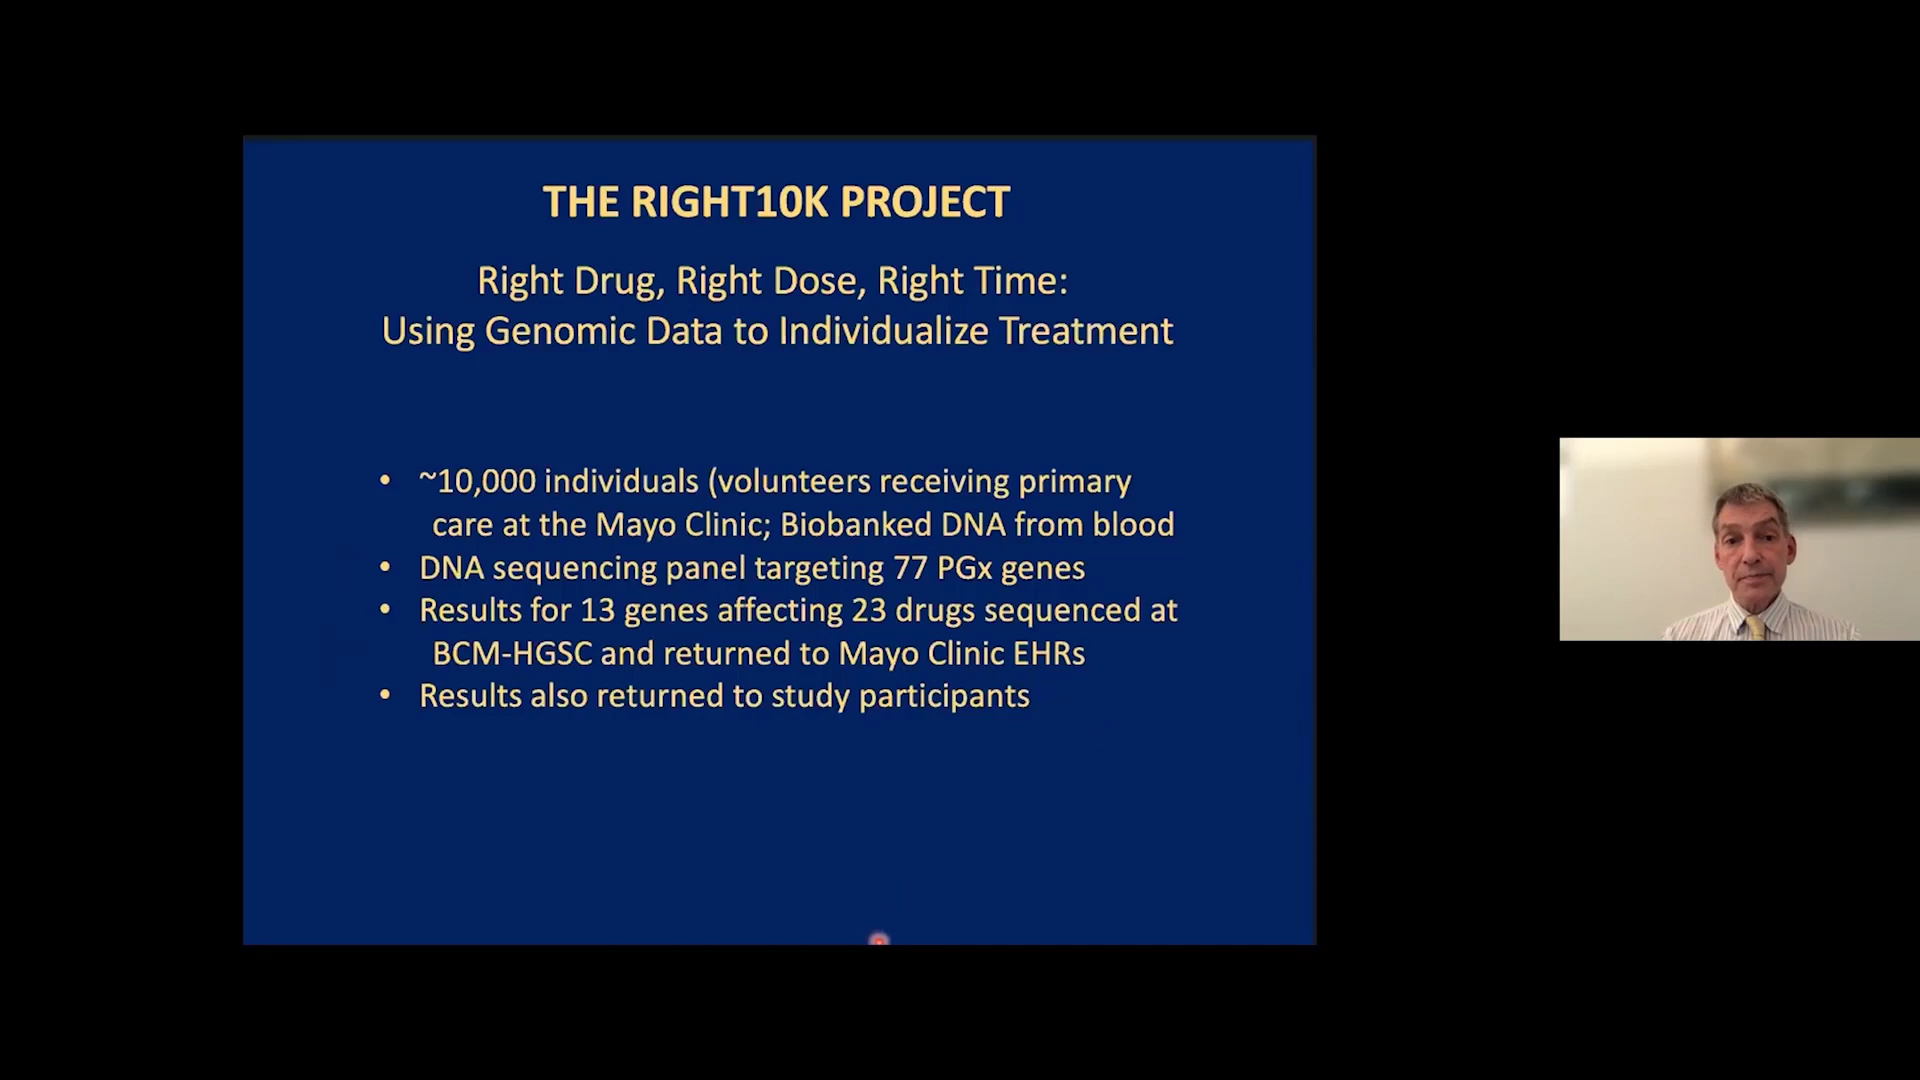 THE RIGHT10K PROJECT
Right Drug, Right Dose, Right Time:
Using Genomic Data to Individualize Treatment
• ~10,000 individuals (volunteers receiving primary
care at the Mayo Clinic; Biobanked DNA from blood
• DNA sequencing panel targeting 77 PGx genes
• Results for 13 genes affecting 23 drugs sequenced at
BCM-HGSC and returned to Mayo Clinic EHRs
• Results also returned to study participants